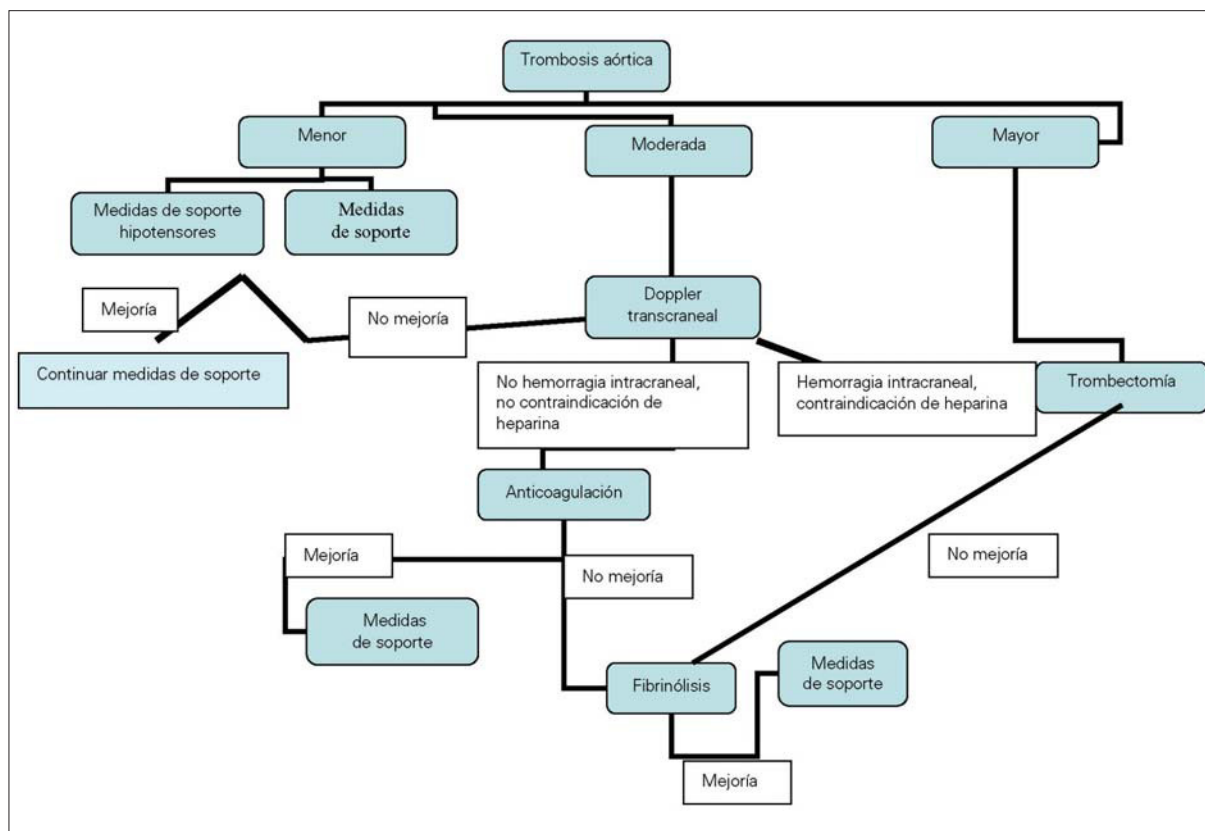 Trombosis aórtica
Menor
Moderada
Mayor
Medidas de soporte
hipotensores
Medidas
de soporte
Mejoría
No mejoría
Doppler
transcraneal
Continuar medidas de soporte
No hemorragia intracraneal,
no contraindicación de
heparina
Hemorragia intracraneal,
contraindicación de heparina
Trombectomía
Anticoagulación
Mejoría
No mejoría
No mejoría
Medidas
de soporte
Fibrinólisis
Medidas
de soporte
Mejoría